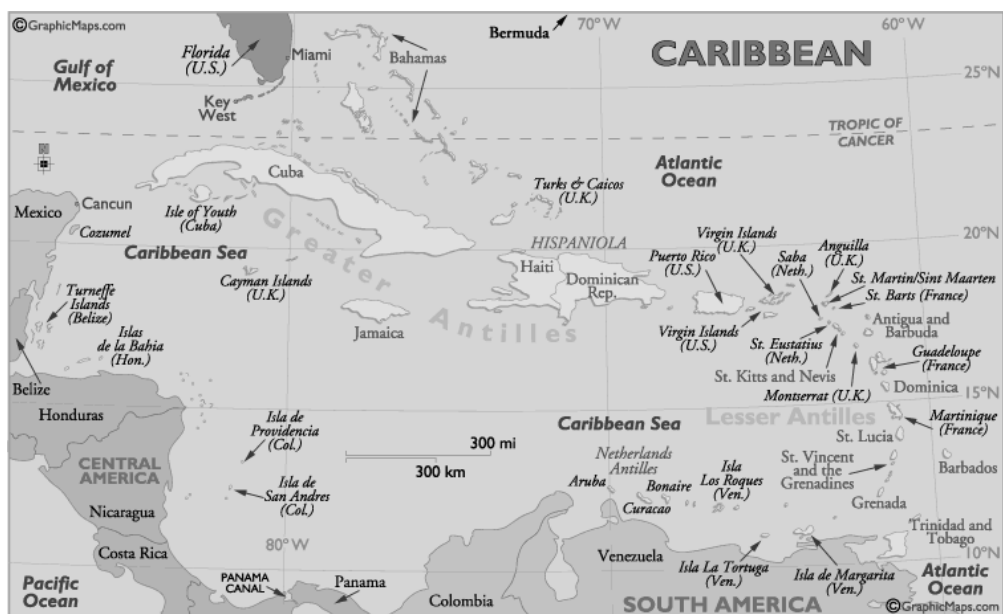 ©GraphicMaps.com
Bermuda
70°W
60°W
CARIBBEAN
Florida
(U.S.)
Miami
Bahamas
Gulf of
Mexico
25°N
Key
West
TROPIC OF
CANCER
Cuba
Atlantic
Ocean
Mexico
Cancun
Cozumel
Isle of Youth
(Cuba)
Turks & Caicos
(U.K.)
Greater
Antilles
20°N
HISPANIOLA
Virgin Islands
(U.K.)
Saba
(Neth.)
Anguilla
(U.K.)
Caribbean Sea
Haiti
Dominican
Rep.
Puerto Rico
(U.S.)
St. Martin/Sint Maarten
St. Barts (France)
Cayman Islands
(U.K.)
Turneffe
Islands
(Belize)
Jamaica
Virgin Islands
(U.S.)
St. Eustatius
(Neth.)
Antigua and
Barbuda
Islas
de la Bahia
(Hon.)
St. Kitts and Nevis
Guadeloupe
(France)
Belize
Montserrat (U.K.)
Dominica
15°N
Honduras
Isla de
Providencia
(Col.)
Caribbean Sea
Lesser Antilles
Martinique
(France)
300 mi
300 km
St. Lucia
CENTRAL
AMERICA
Netherlands
Antilles
Isla
Los Roques
(Ven.)
St. Vincent
and the
Grenadines
Barbados
Aruba
Bonaire
Curacao
Isla de
San Andres
(Col.)
Grenada
Nicaragua
Trinidad and
Tobago
Costa Rica
80°W
Venezuela
10°N
Isla La Tortuga
(Ven.)
Isla de Margarita
(Ven.)
Pacific
Ocean
PANAMA
CANAL
Panama
Colombia
Atlantic
Ocean
SOUTH AMERICA
©GraphicMaps.com